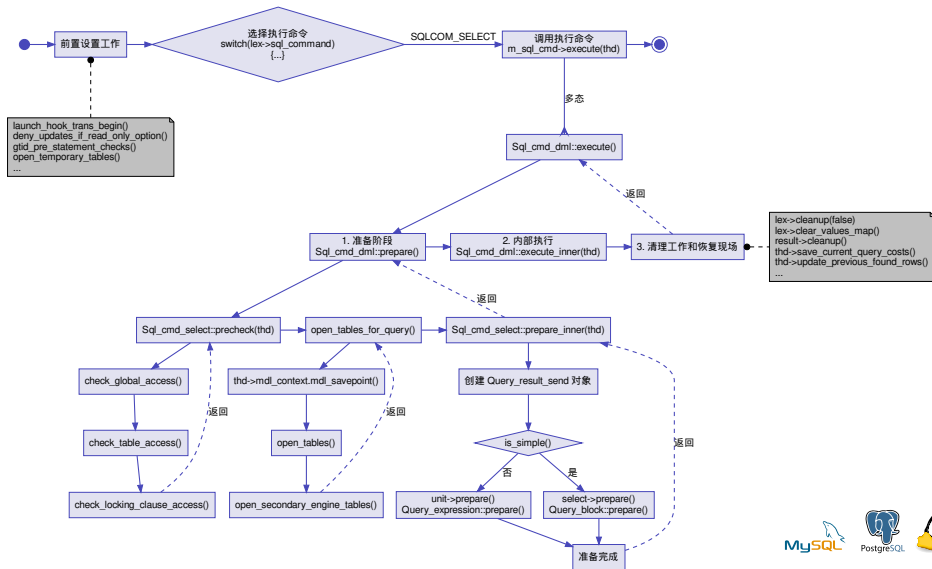 选择执行命令
switch(lex->sql_command)
{...}
前置设置工作
SQLCOM_SELECT
调用执行命令
m_sql_cmd->execute(thd)
多态
launch_hook_trans_begin()
deny_updates_if_read_only_option()
gtid_pre_statement_checks()
open_temporary_tables()
...
Sql_cmd_dml::execute()
返回
1. 准备阶段
Sql_cmd_dml::prepare()
2. 内部执行
Sql_cmd_dml::execute_inner(thd)
3. 清理工作和恢复现场
lex->cleanup(false)
lex->clear_values_map()
result->cleanup()
thd->save_current_query_costs()
thd->update_previous_found_rows()
...
返回
Sql_cmd_select::precheck(thd)
open_tables_for_query()
Sql_cmd_select::prepare_inner(thd)
check_global_access()
thd->mdl_context.mdl_savepoint()
创建 Query_result_send 对象
返回
返回
check_table_access()
open_tables()
is_simple()
返回
否
是
check_locking_clause_access()
open_secondary_engine_tables()
unit->prepare()
Query_expression::prepare()
select->prepare()
Query_block::prepare()
准备完成
MySQL
PostgreSQL